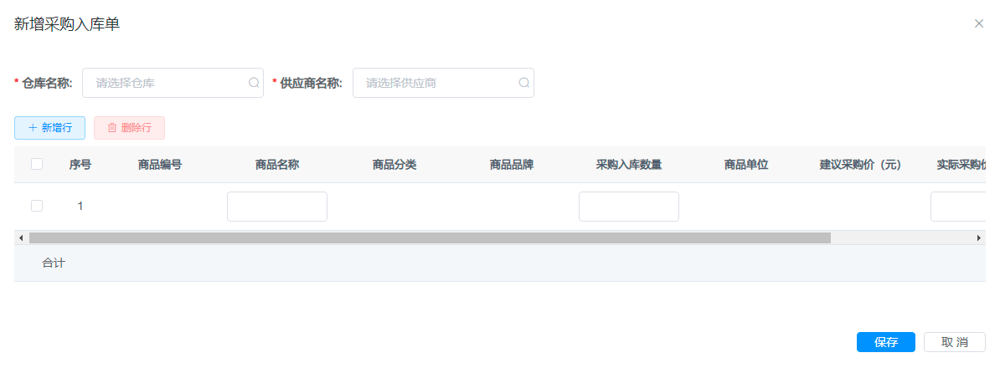 新增采购入库单
* 仓库名称: 请选择仓库 * 供应商名称: 请选择供应商
新增行 删除行
序号 商品编号 商品名称 商品分类 商品品牌 采购入库数量 商品单位 建议采购价（元） 实际采购价
1
合计
保存 取 消